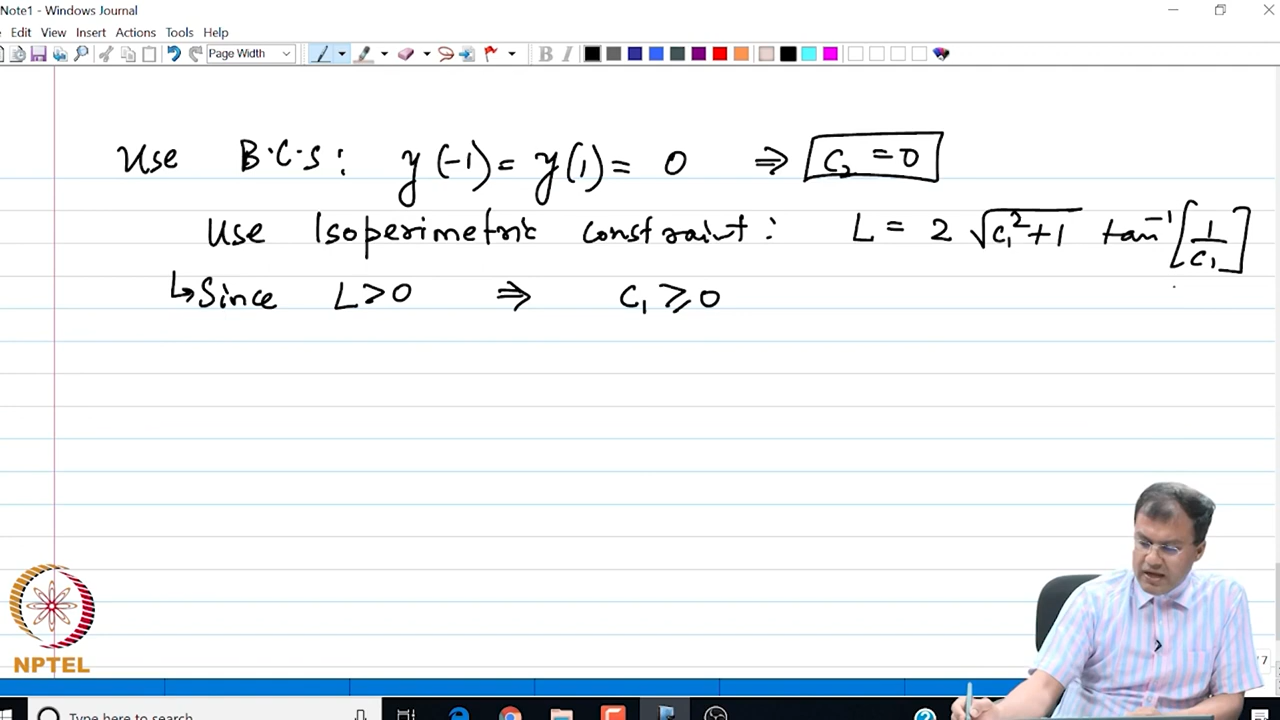 Note1 - Windows Journal
Edit View Insert Actions Tools Help
Page Width B I
Use B.C.S: y(-1) = y(1) = 0 ⇒ C₂ = 0
Use Isoperimetric constraint: L = 2 √(c₁²+1) tan⁻¹[1/c₁]
↳ Since L > 0 ⇒ C₁ ⩾ 0
NPTEL
Type here to search